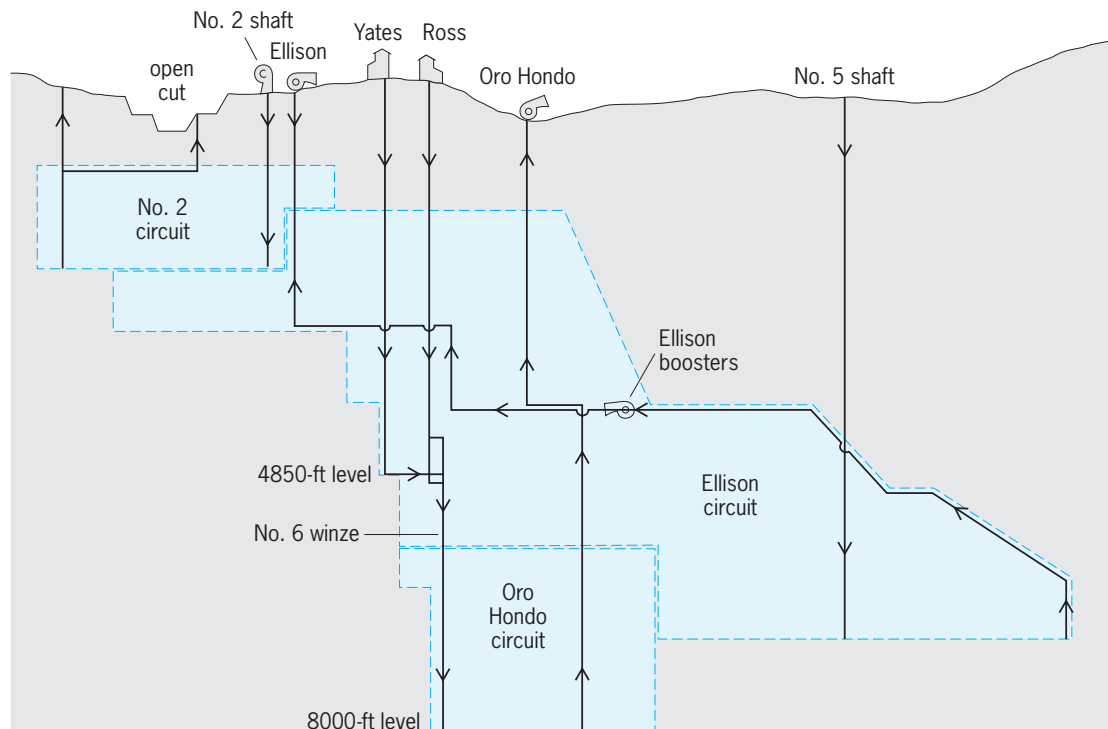 No. 2 shaft
Ellison
Yates
Ross
open
cut
Oro Hondo
No. 5 shaft
No. 2
circuit
Ellison
boosters
4850-ft level
Ellison
circuit
No. 6 winze
Oro
Hondo
circuit
8000-ft level